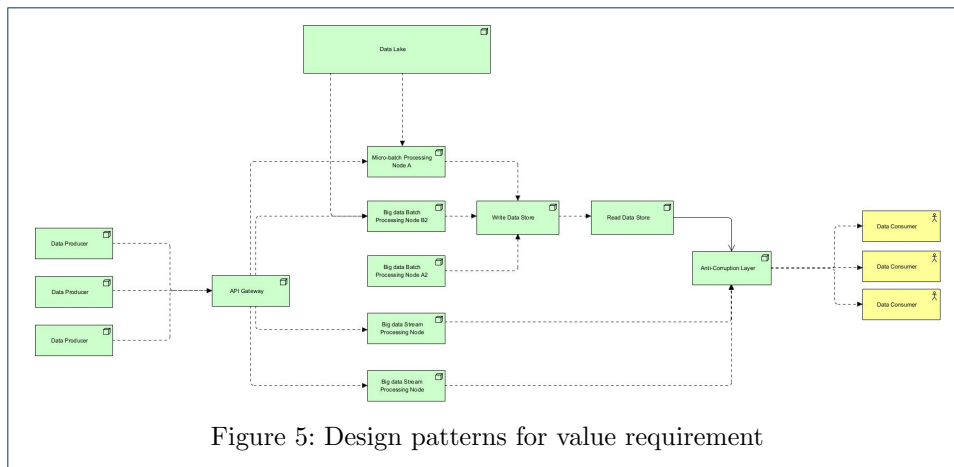 Data Lake
Micro-batch Processing
Node A
Big data Batch
Processing Node B2
Write Data Store
Read Data Store
Data Consumer
Data Producer
Big data Batch
Processing Node A2
Anti-Corruption Layer
Data Consumer
Data Producer
API Gateway
Data Consumer
Big data Stream
Processing Node
Data Producer
Big data Stream
Processing Node
Figure 5: Design patterns for value requirement